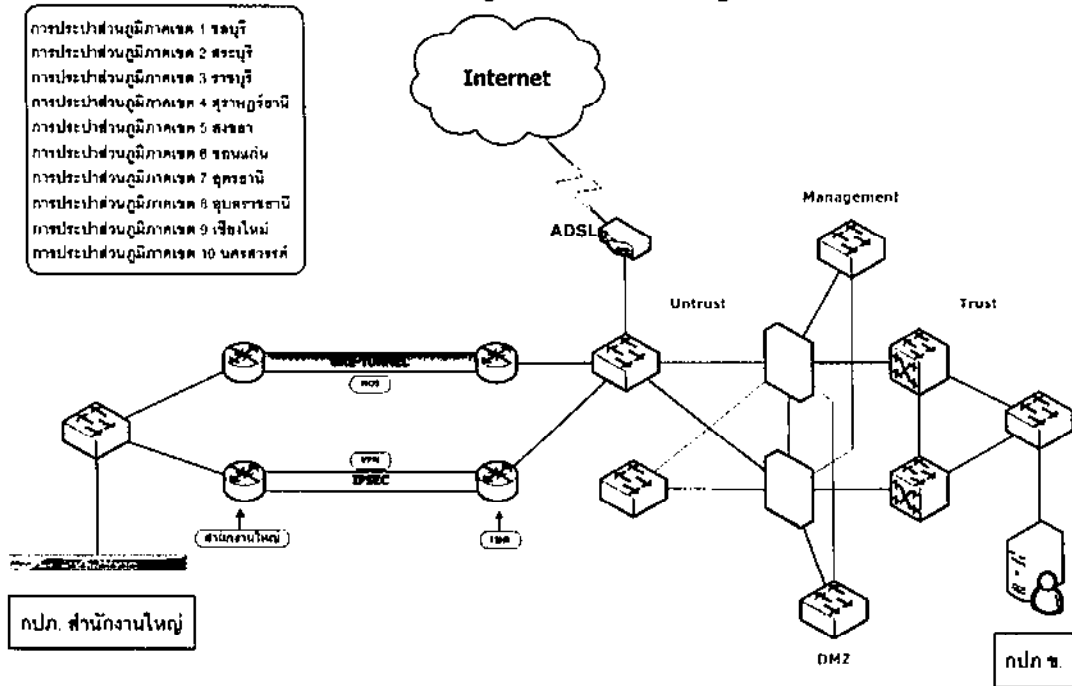 การประปาส่วนภูมิภาคเขต 1 ชลบุรี
การประปาส่วนภูมิภาคเขต 2 สระบุรี
การประปาส่วนภูมิภาคเขต 3 ราชบุรี
การประปาส่วนภูมิภาคเขต 4 สุราษฎร์ธานี
การประปาส่วนภูมิภาคเขต 5 สงขลา
การประปาส่วนภูมิภาคเขต 6 ขอนแก่น
การประปาส่วนภูมิภาคเขต 7 อุดรธานี
การประปาส่วนภูมิภาคเขต 8 อุบลราชธานี
การประปาส่วนภูมิภาคเขต 9 เชียงใหม่
การประปาส่วนภูมิภาคเขต 10 นครสวรรค์
Internet
ADSL
Management
Untrust
Trust
TUNNEL
VPN
IPSEC
สำนักงานใหญ่
เขต
DMZ
กปภ. สำนักงานใหญ่
กปภ ข.